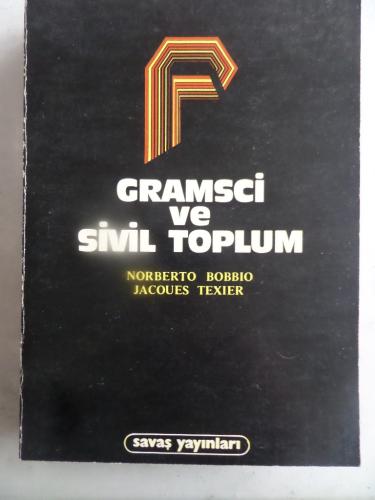 GRAMSCİ
ve
SİVİL TOPLUM
NORBERTO BOBBIO
JACQUES TEXIER
savaş yayınları